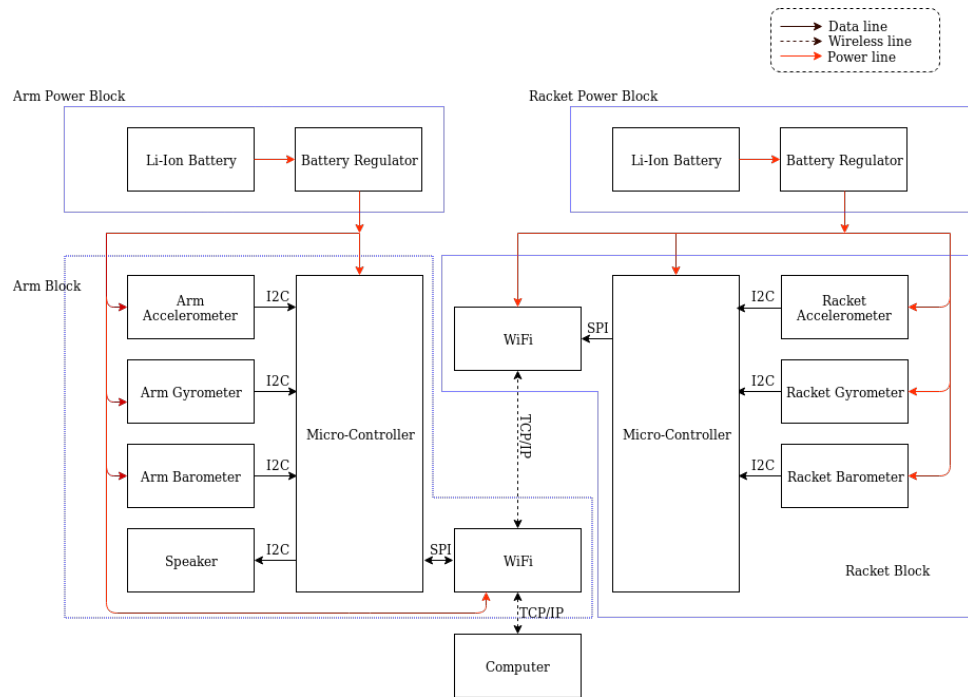 Data line
Wireless line
Power line
Arm Power Block
Racket Power Block
Li-Ion Battery
Battery Regulator
Li-Ion Battery
Battery Regulator
Arm Block
Arm
Accelerometer
I2C
Arm Gyrometer
I2C
Arm Barometer
I2C
Speaker
I2C
Micro-Controller
SPI
WiFi
TCP/IP
WiFi
SPI
TCP/IP
Computer
Micro-Controller
I2C
Racket
Accelerometer
I2C
Racket Gyrometer
I2C
Racket Barometer
Racket Block